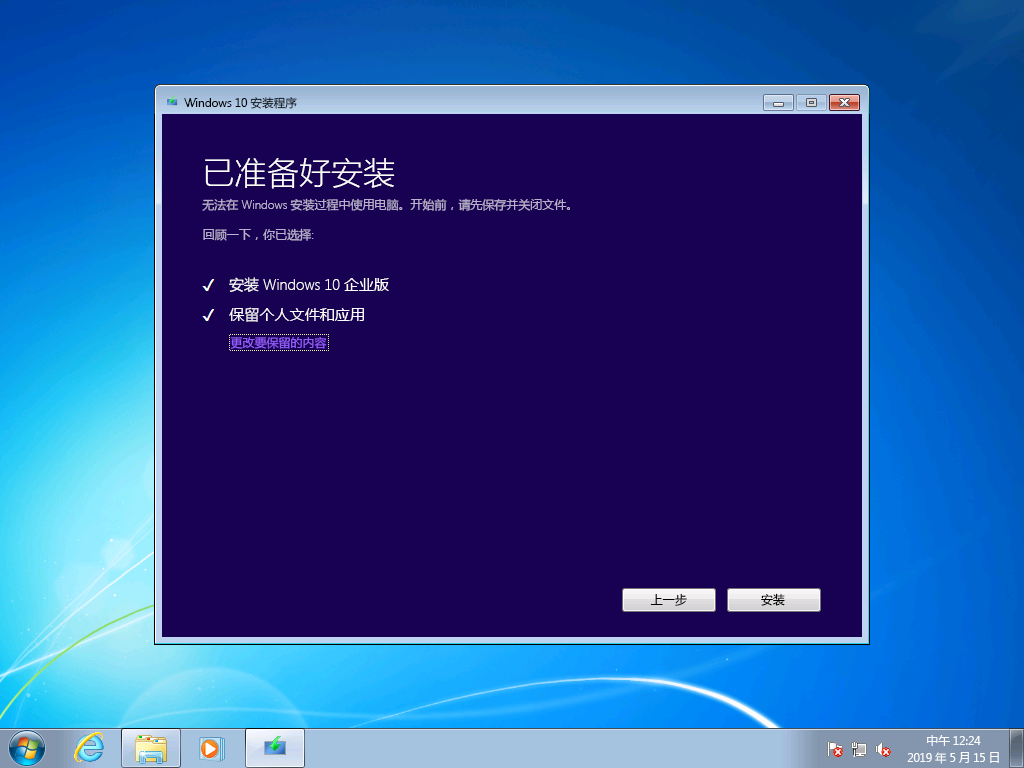 Windows 10 安装程序
已准备好安装
无法在 Windows 安装过程中使用电脑。开始前，请先保存并关闭文件。
回顾一下，你已选择:
✓ 安装 Windows 10 企业版
✓ 保留个人文件和应用
更改要保留的内容
上一步
安装
中午 12:24
2019 年 5 月 15 日